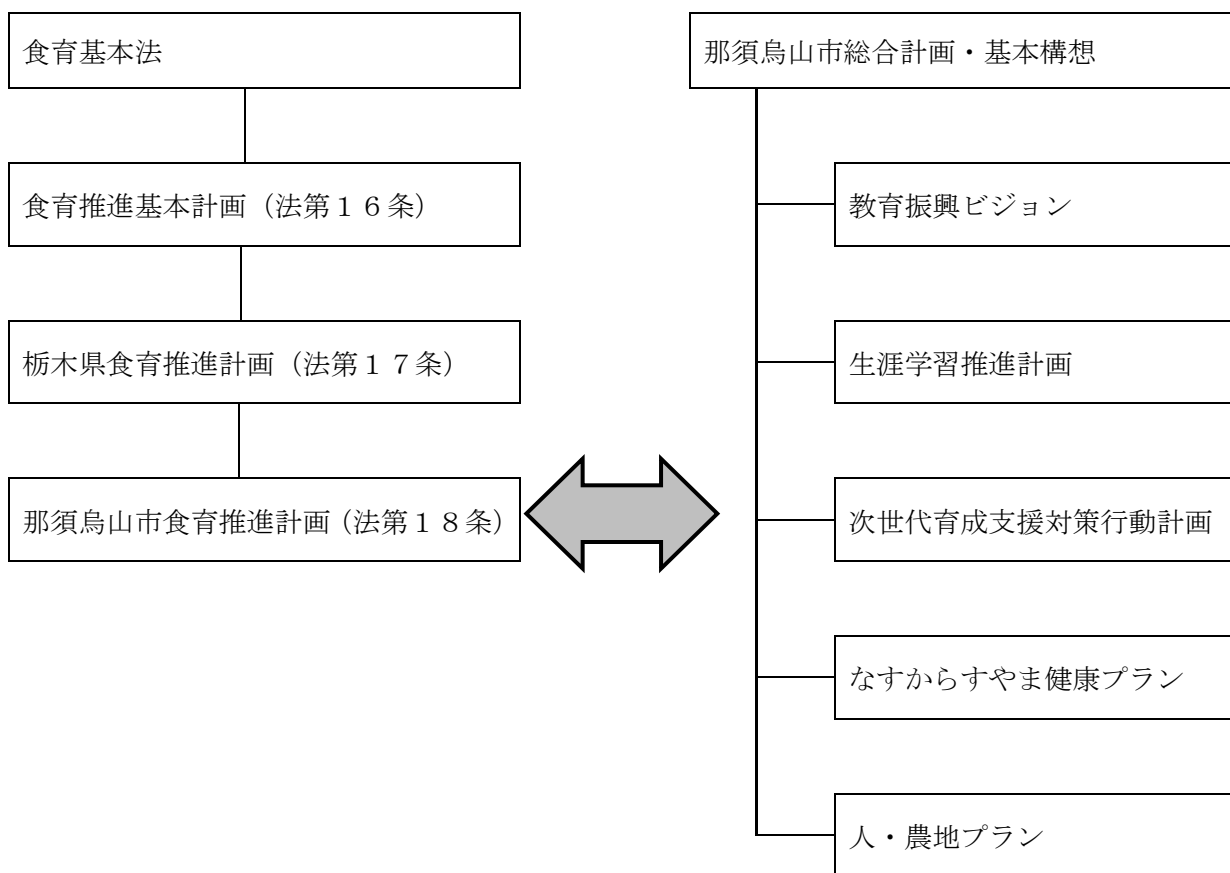 食育基本法
食育推進基本計画（法第１６条）
栃木県食育推進計画（法第１７条）
那須烏山市食育推進計画（法第１８条）
那須烏山市総合計画・基本構想
教育振興ビジョン
生涯学習推進計画
次世代育成支援対策行動計画
なすからすやま健康プラン
人・農地プラン